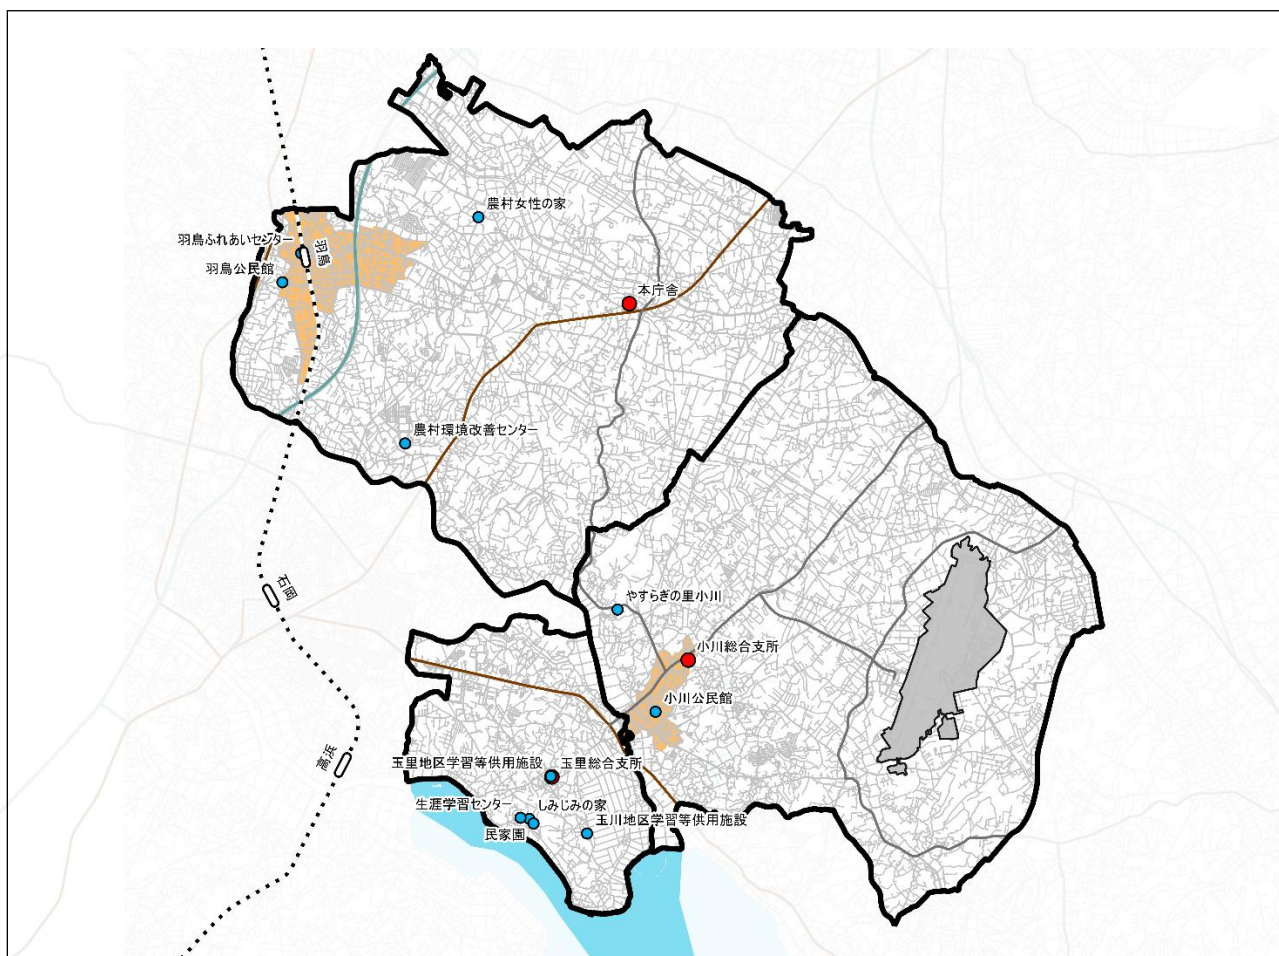 農村女性の家
羽鳥ふれあいセンター
羽鳥
羽鳥公民館
本庁舎
農村環境改善センター
石岡
やすらぎの里小川
小川総合支所
小川公民館
高浜
玉里地区学習等供用施設
玉里総合支所
生涯学習センター
しみじみの家
民家園
玉川地区学習等供用施設